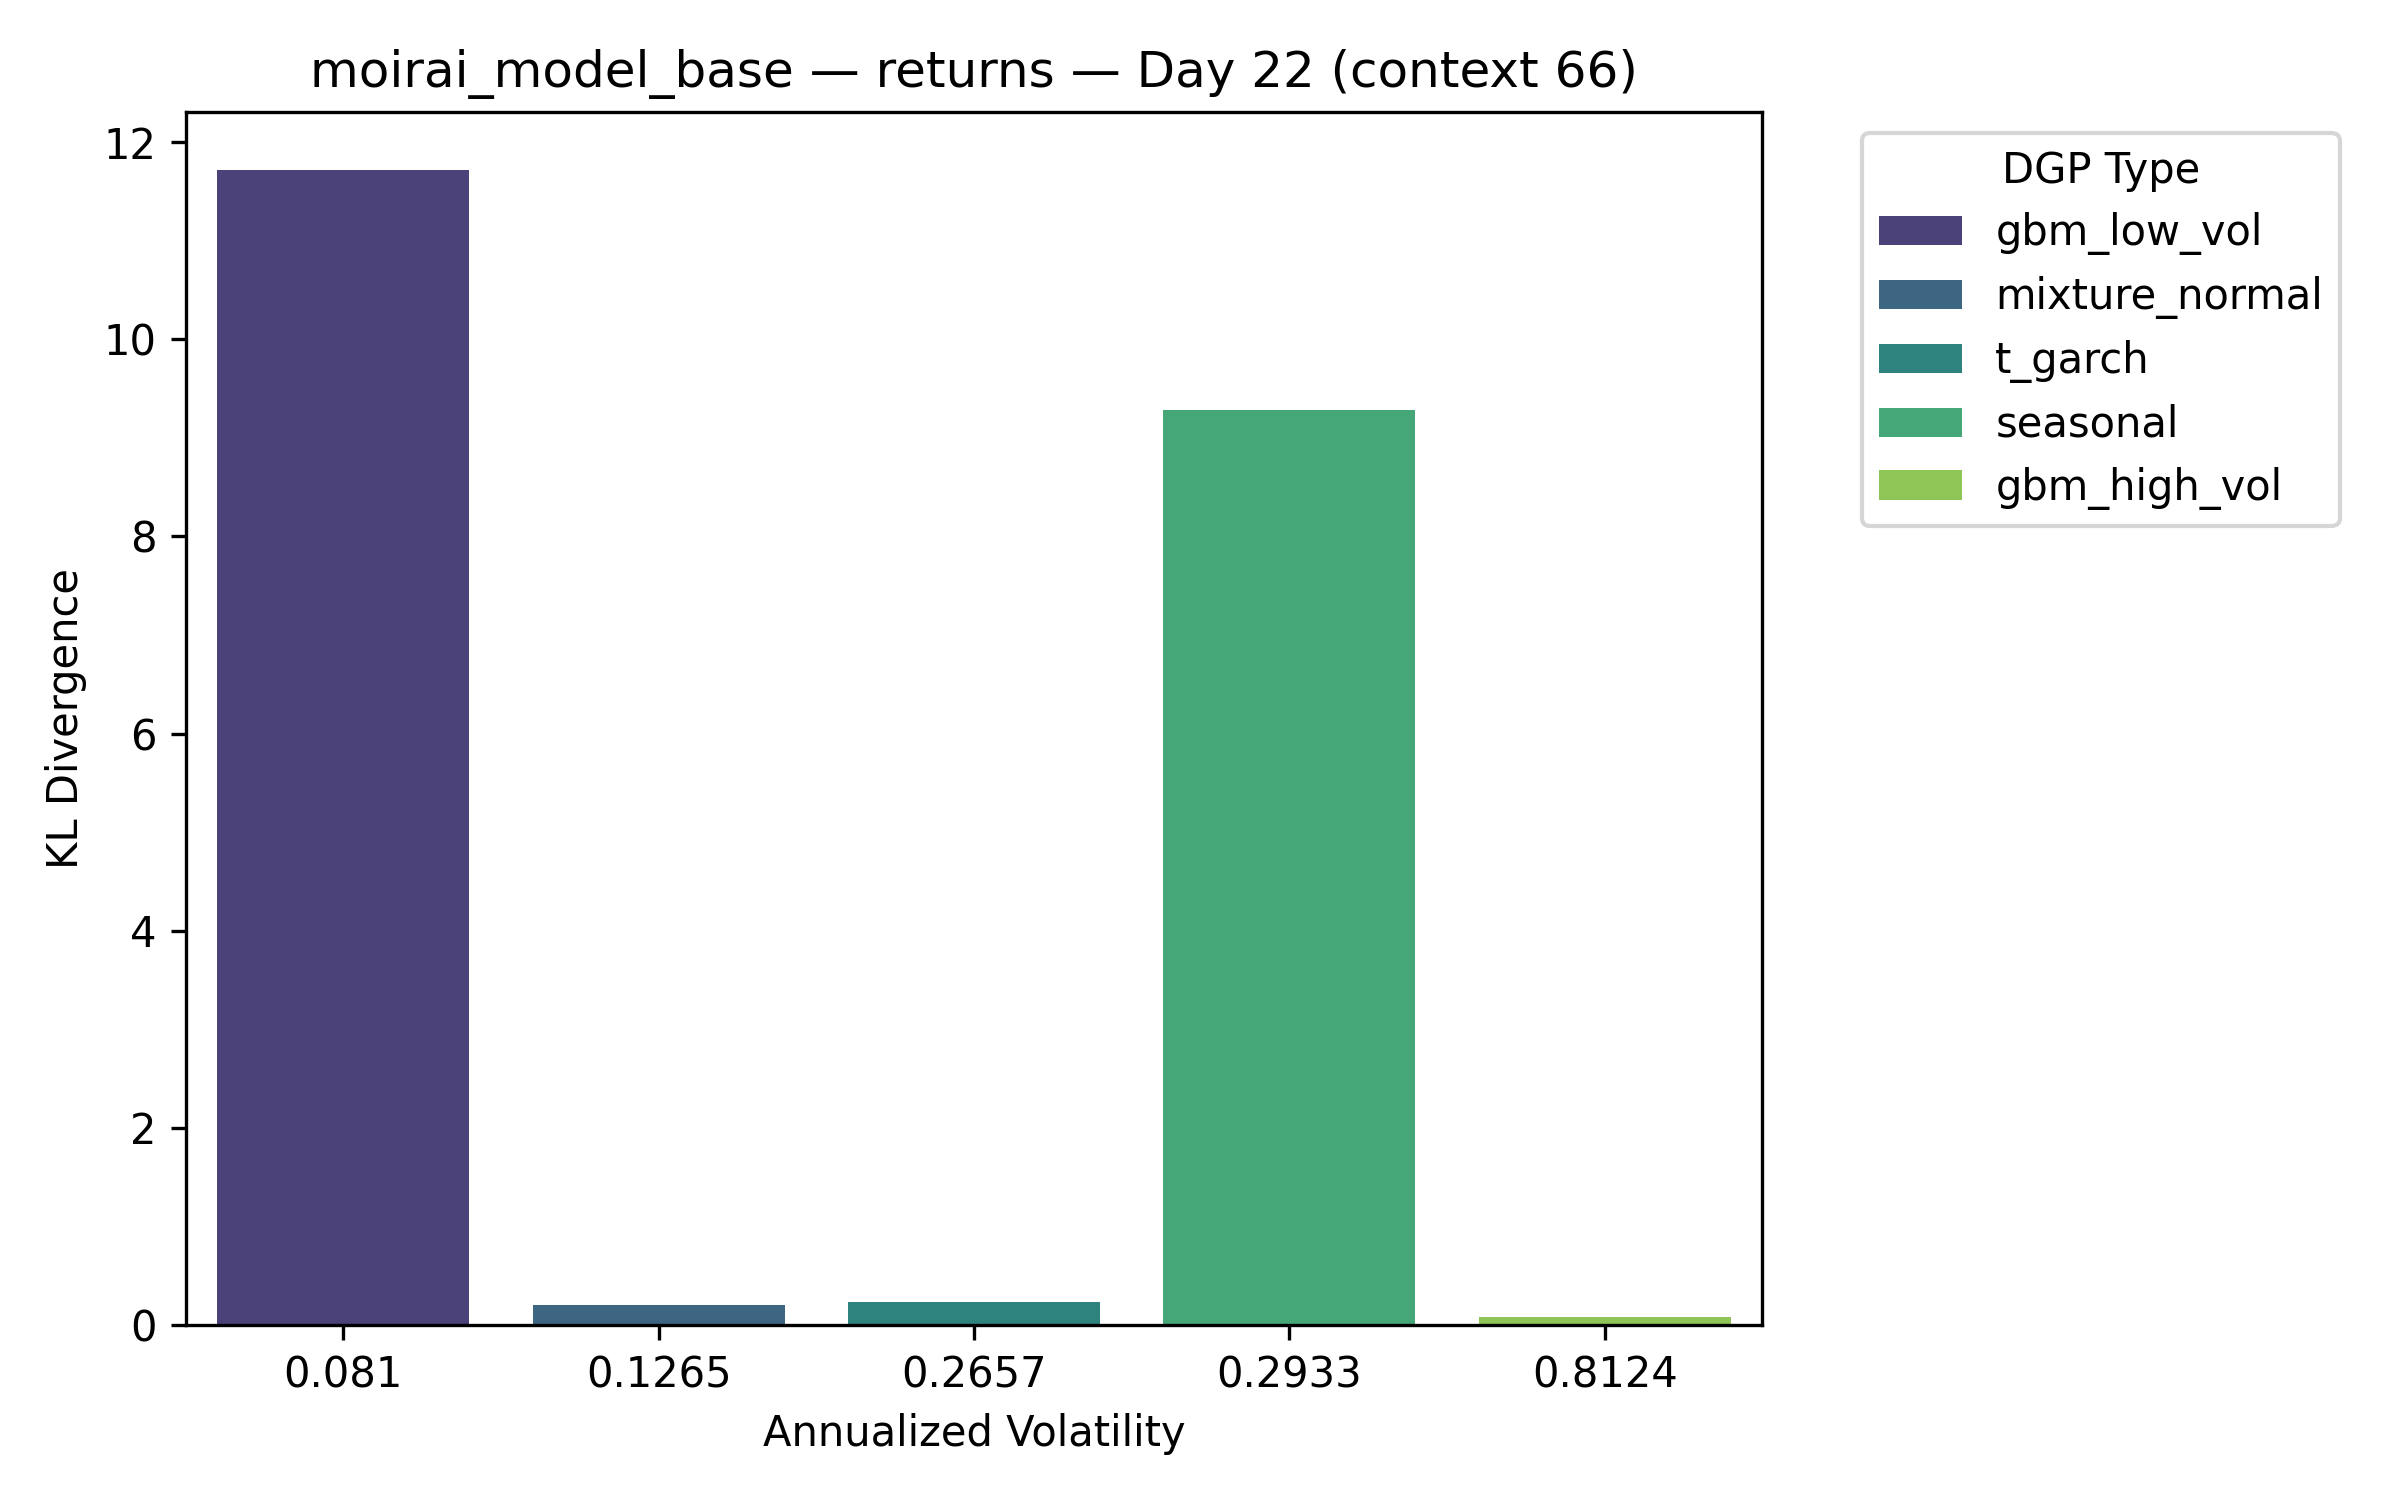 moirai_model_base — returns — Day 22 (context 66)
12
10
8
6
4
2
0
KL Divergence
0.081
0.1265
0.2657
0.2933
0.8124
Annualized Volatility
DGP Type
gbm_low_vol
mixture_normal
t_garch
seasonal
gbm_high_vol